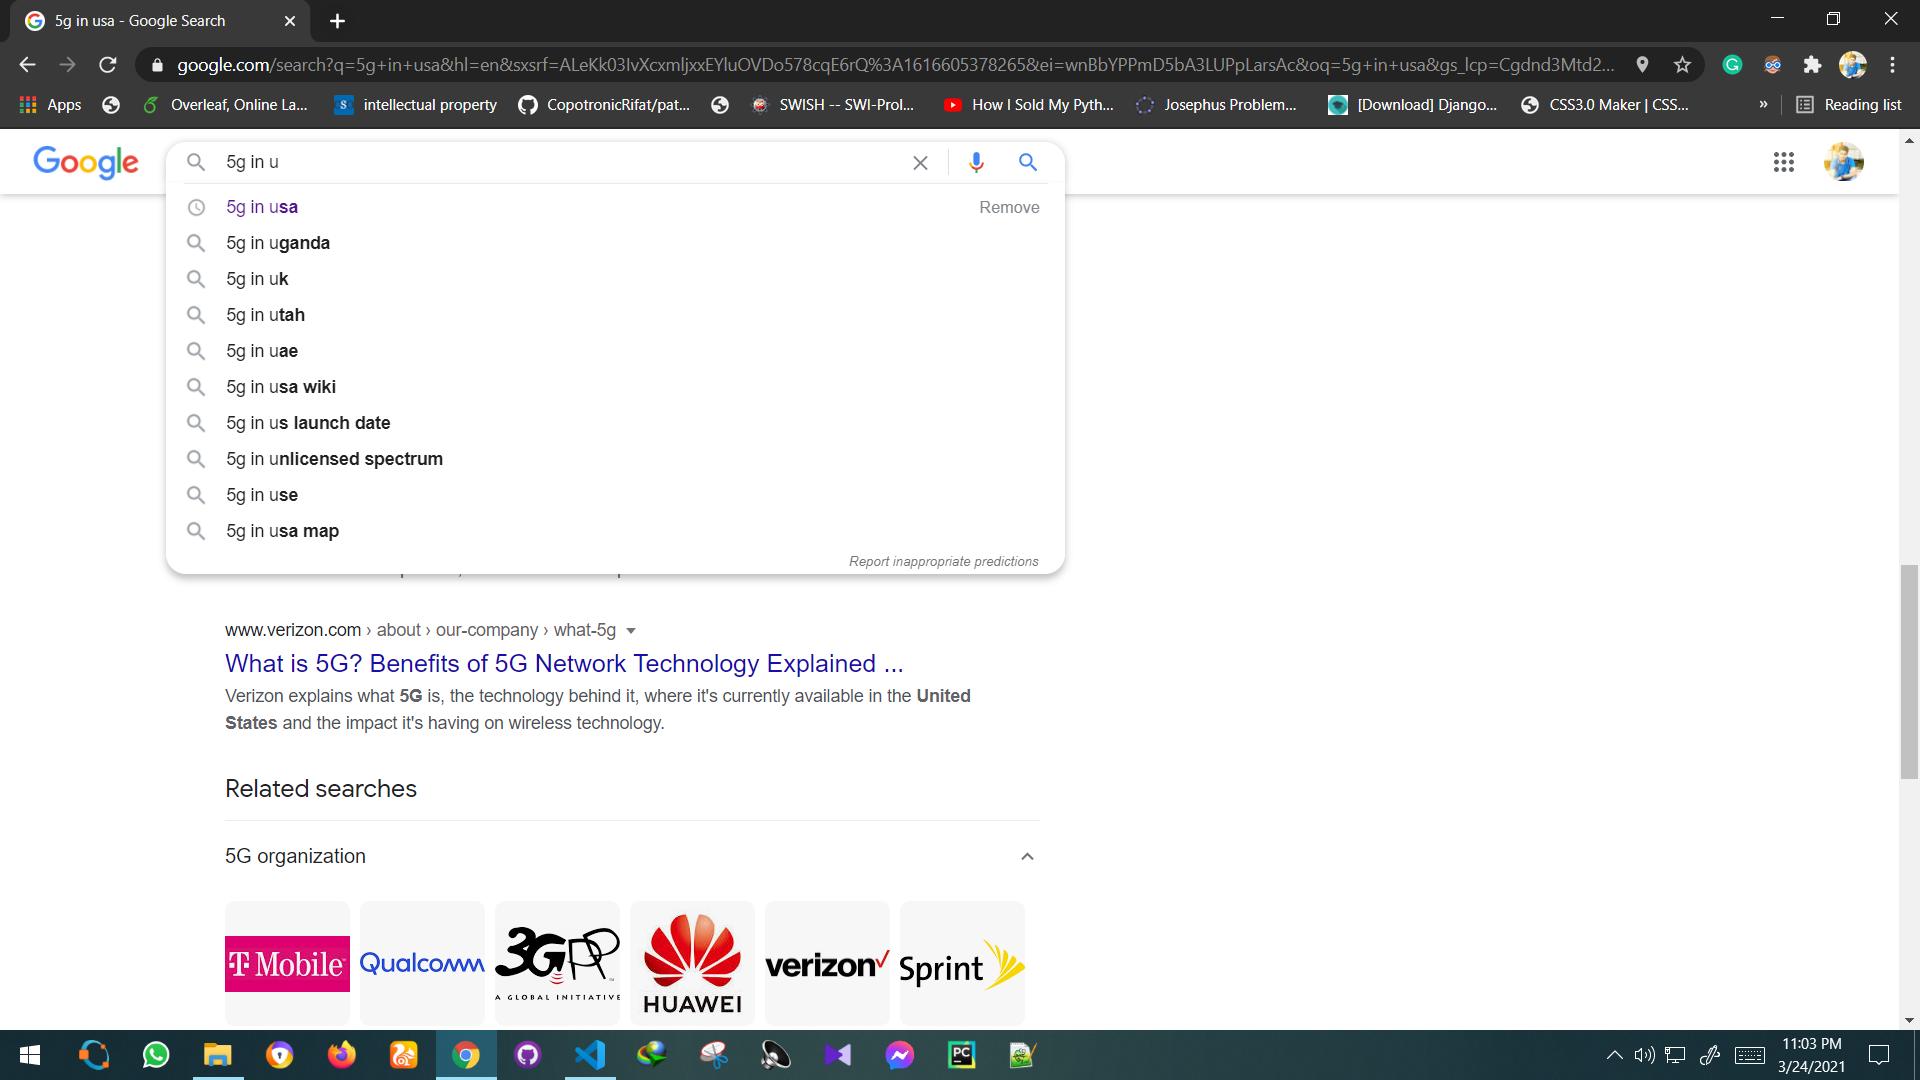 5g in usa - Google Search
google.com/search?q=5g+in+usa&hl=en&sxsrf=ALeKk03IvXcxmljxxEYluOVDo578cqE6rQ%3A1616605378265&ei=wnBbYPPmD5bA3LUPpLarsAc&oq=5g+in+usa&gs_lcp=Cgdnd3Mtd2...
Apps Overleaf, Online La... intellectual property CopotronicRifat/pat... SWISH -- SWI-Prol... How I Sold My Pyth... Josephus Problem... [Download] Django... CSS3.0 Maker | CSS... » Reading list
Google 5g in u
5g in usa Remove
5g in uganda
5g in uk
5g in utah
5g in uae
5g in usa wiki
5g in us launch date
5g in unlicensed spectrum
5g in use
5g in usa map
Report inappropriate predictions
www.verizon.com › about › our-company › what-5g
What is 5G? Benefits of 5G Network Technology Explained ...
Verizon explains what 5G is, the technology behind it, where it's currently available in the United
States and the impact it's having on wireless technology.
Related searches
5G organization
T Mobile Qualcomm 3GPP A GLOBAL INITIATIVE HUAWEI verizon Sprint
11:03 PM
3/24/2021